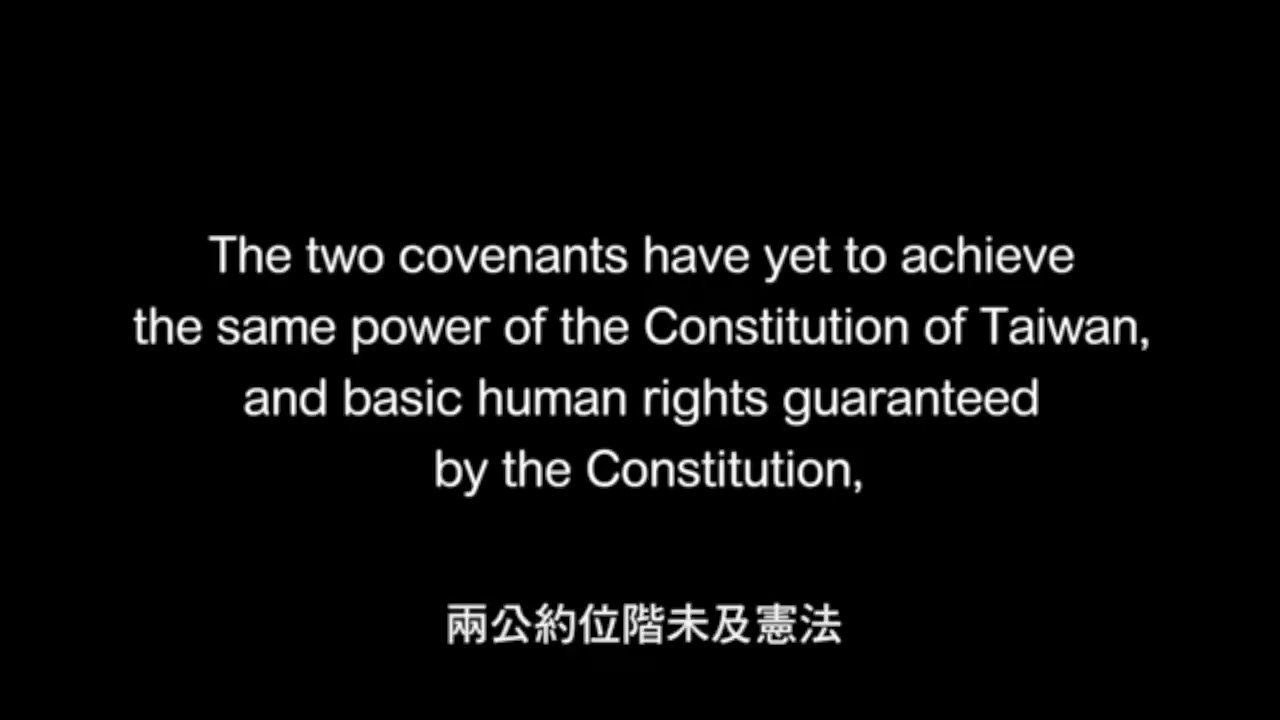 The two covenants have yet to achieve
the same power of the Constitution of Taiwan,
and basic human rights guaranteed
by the Constitution,
兩公約位階未及憲法